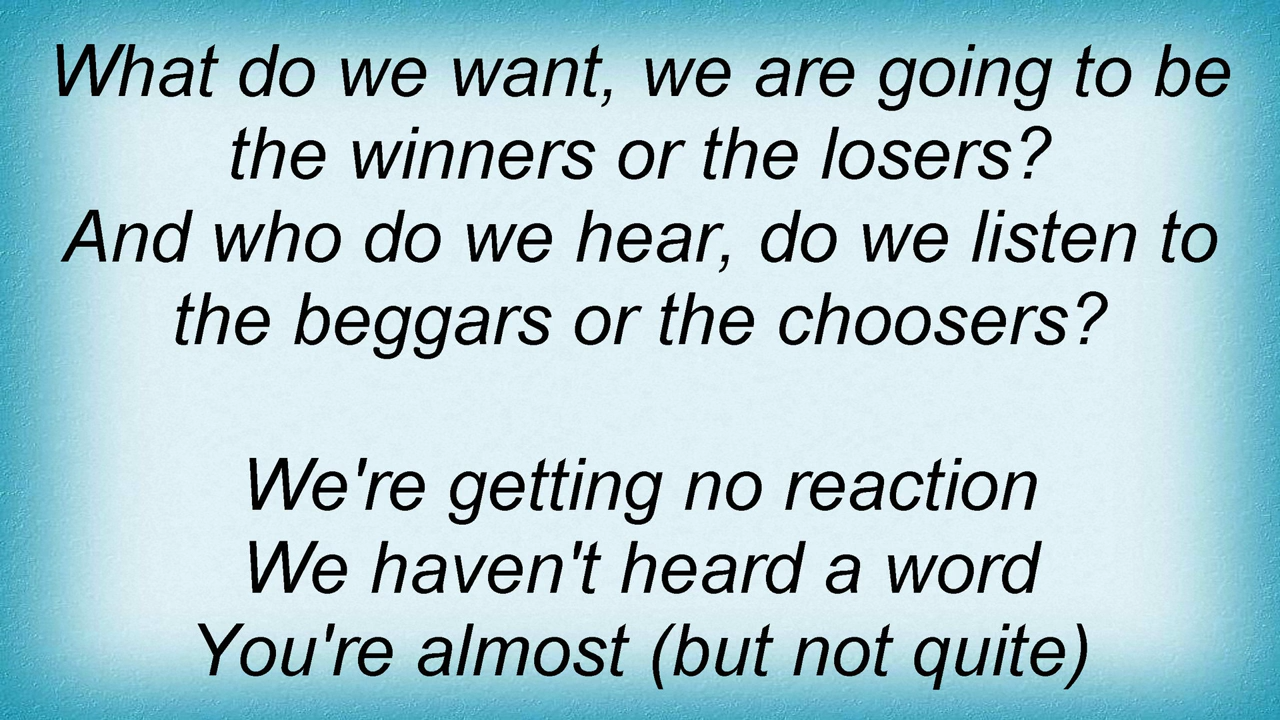 What do we want, we are going to be
the winners or the losers?
And who do we hear, do we listen to
the beggars or the choosers?
We're getting no reaction
We haven't heard a word
You're almost (but not quite)